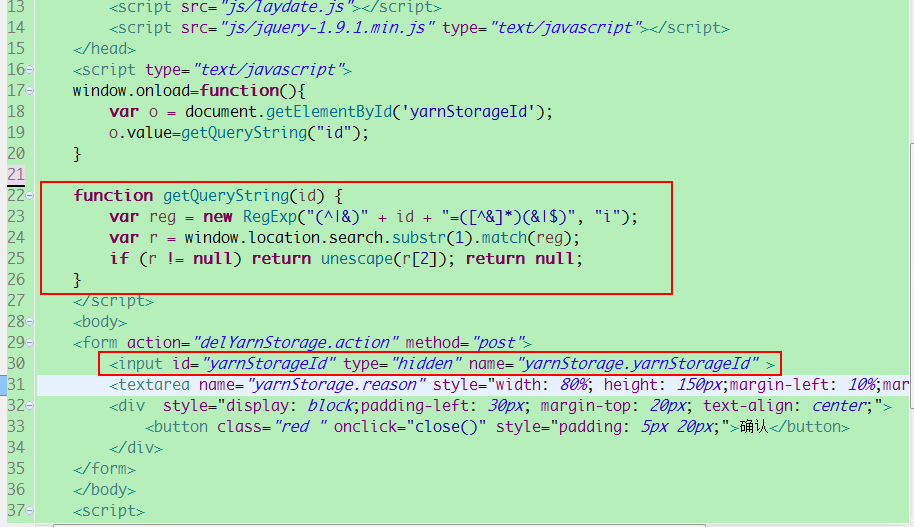 13 <script src="js/laydate.js"></script>
14 <script src="js/jquery-1.9.1.min.js" type="text/javascript"></script>
15 </head>
16 <script type="text/javascript">
17 window.onload=function(){
18 var o = document.getElementById('yarnStorageId');
19 o.value=getQueryString("id");
20 }
21
22 function getQueryString(id) {
23 var reg = new RegExp("(^|&)" + id + "=([^&]*)(&|$)", "i");
24 var r = window.location.search.substr(1).match(reg);
25 if (r != null) return unescape(r[2]); return null;
26 }
27 </script>
28 <body>
29 <form action="delYarnStorage.action" method="post">
30 <input id="yarnStorageId" type="hidden" name="yarnStorage.yarnStorageId" >
31 <textarea name="yarnStorage.reason" style="width: 80%; height: 150px;margin-left: 10%;mar
32 <div  style="display: block;padding-left: 30px; margin-top: 20px; text-align: center;">
33 <button class="red " onclick="close()" style="padding: 5px 20px;">确认</button>
34 </div>
35 </form>
36 </body>
37 <script>